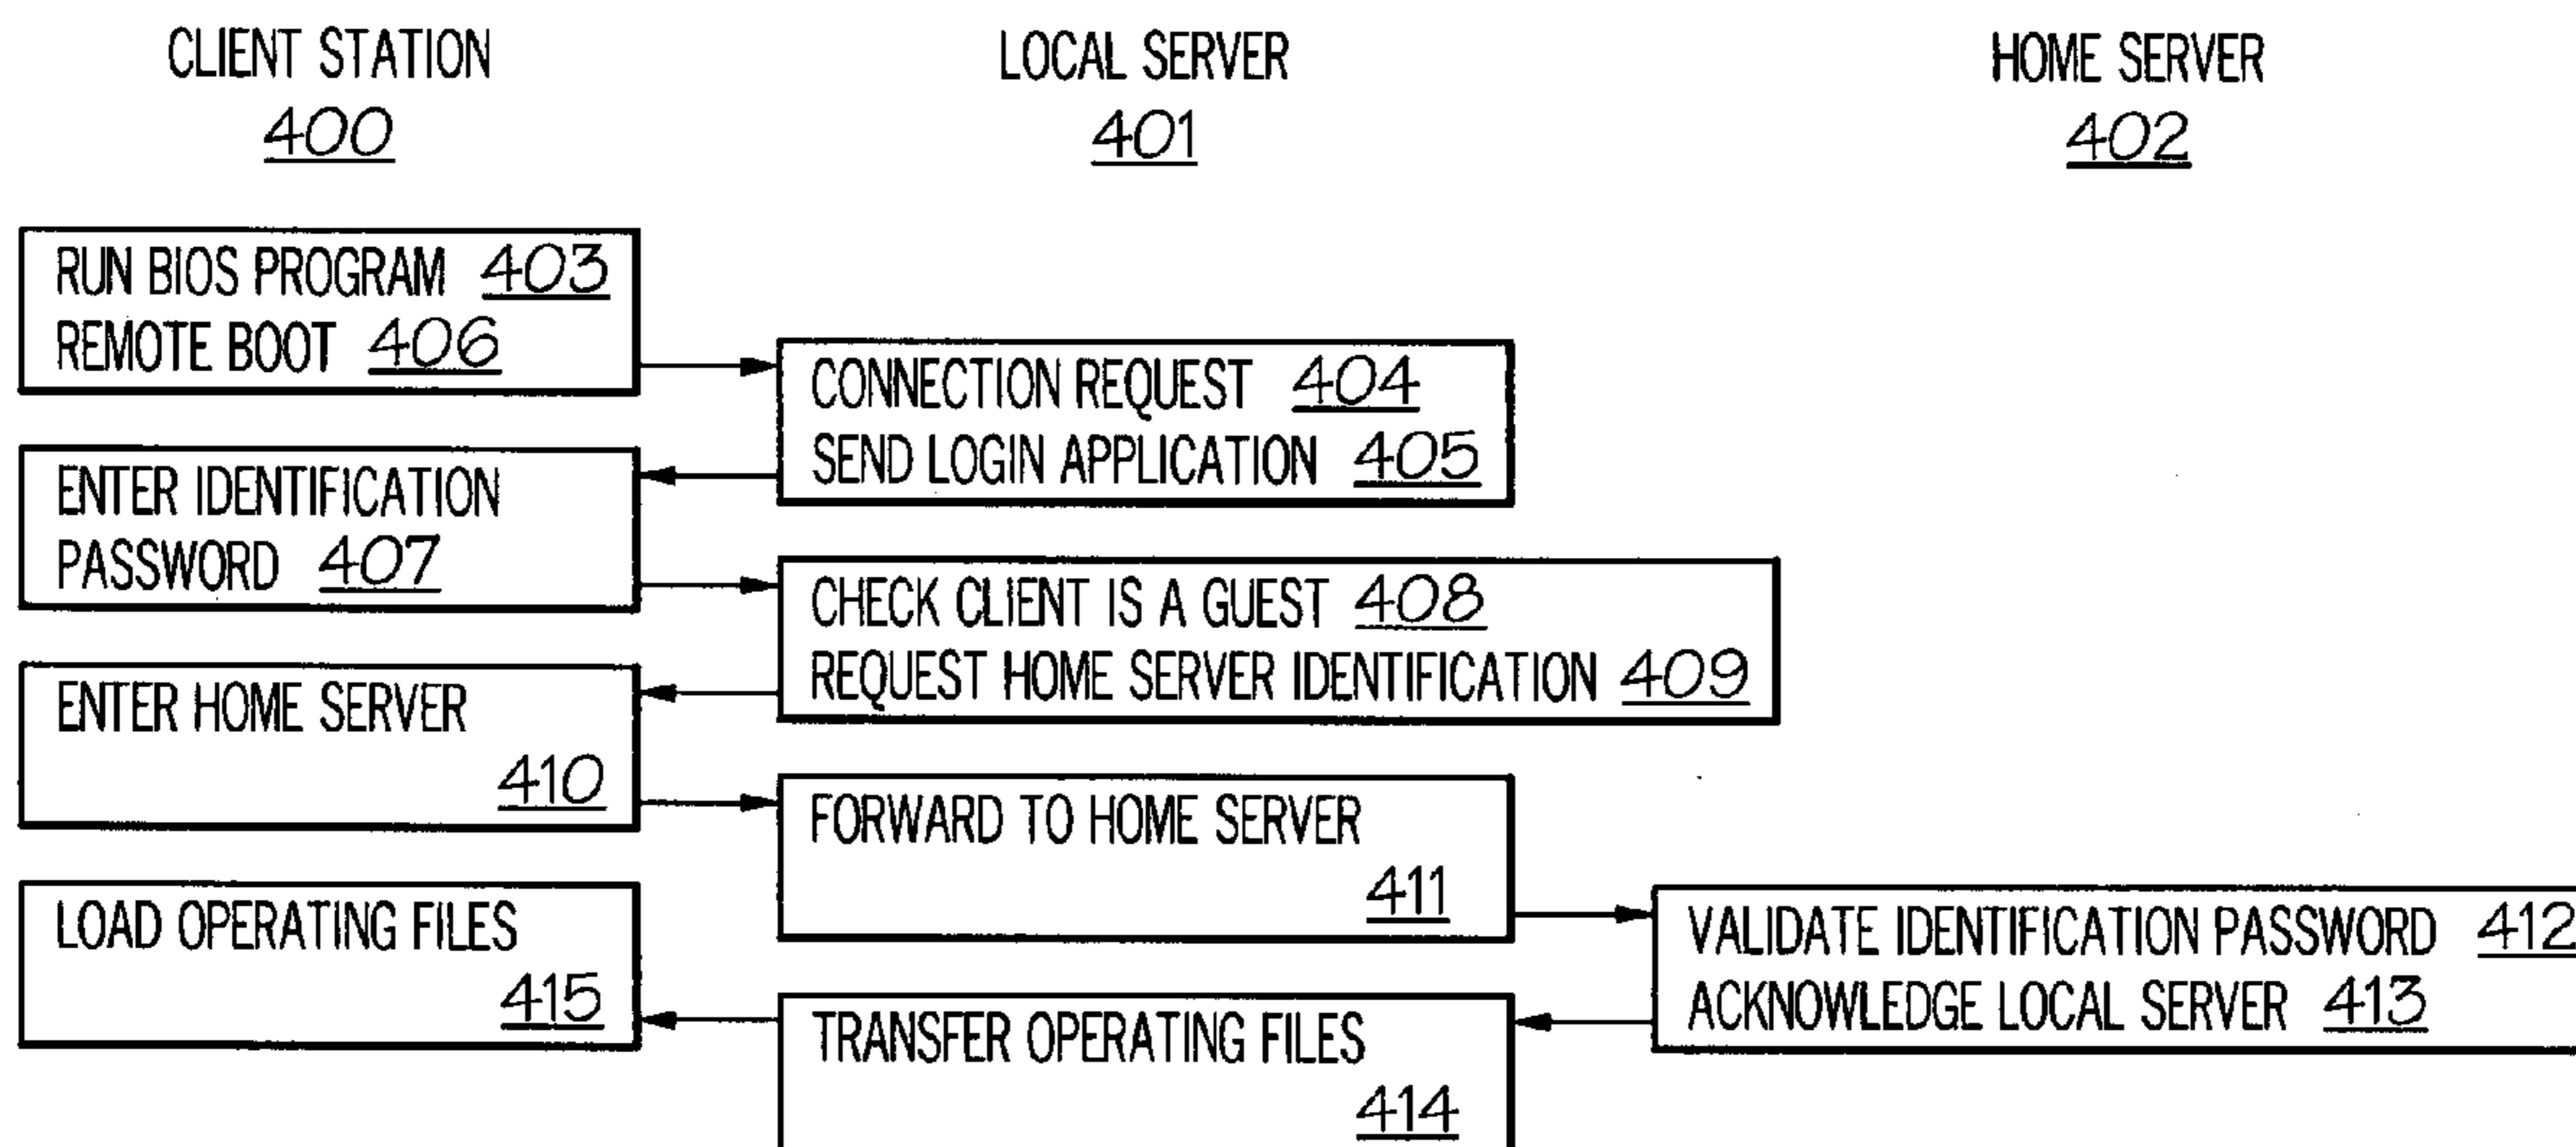 CLIENT STATION
400
LOCAL SERVER
401
HOME SERVER
402
RUN BIOS PROGRAM 403
REMOTE BOOT 406
CONNECTION REQUEST 404
SEND LOGIN APPLICATION 405
ENTER IDENTIFICATION
PASSWORD 407
CHECK CLIENT IS A GUEST 408
REQUEST HOME SERVER IDENTIFICATION 409
ENTER HOME SERVER
410
FORWARD TO HOME SERVER
411
VALIDATE IDENTIFICATION PASSWORD 412
ACKNOWLEDGE LOCAL SERVER 413
LOAD OPERATING FILES
415
TRANSFER OPERATING FILES
414